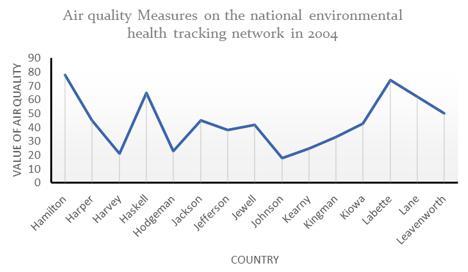 Air quality Measures on the national environmental
health tracking network in 2004
VALUE OF AIR QUALITY
90
80
70
60
50
40
30
20
10
0
Hamilton
Harper
Harvey
Haskell
Hodgeman
Jackson
Jefferson
Jewell
Johnson
Kearny
Kingman
Kiowa
Labette
Lane
Leavenworth
COUNTRY